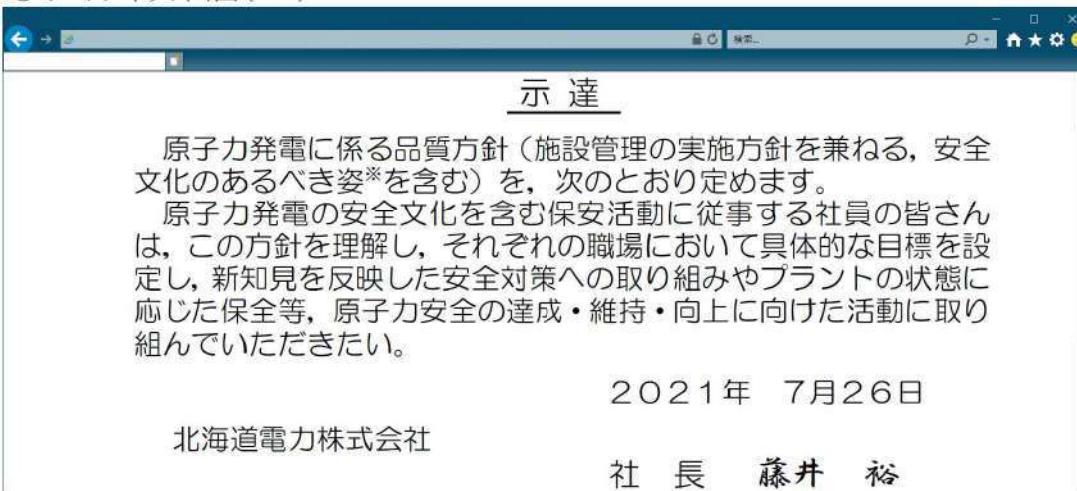 検索...
示 達
原子力発電に係る品質方針（施設管理の実施方針を兼ねる，安全
文化のあるべき姿※を含む）を，次のとおり定めます。
原子力発電の安全文化を含む保安活動に従事する社員の皆さん
は，この方針を理解し，それぞれの職場において具体的な目標を設
定し，新知見を反映した安全対策への取り組みやプラントの状態に
応じた保全等，原子力安全の達成・維持・向上に向けた活動に取り
組んでいただきたい。
２０２１年　７月２６日
北海道電力株式会社
社　長　藤井　裕